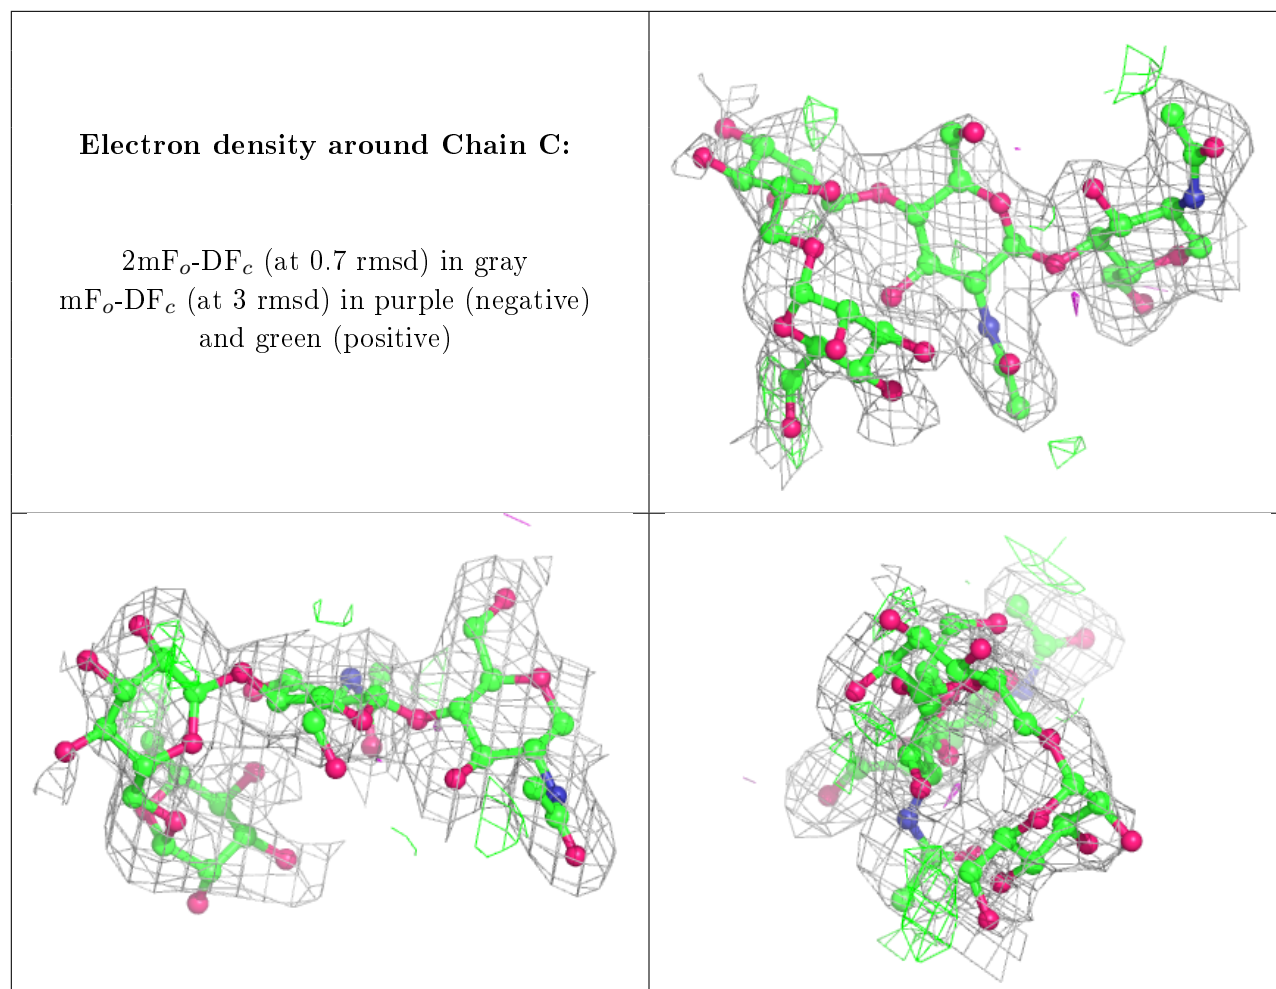 Electron density around Chain C:
2mFₒ-DF𝒸 (at 0.7 rmsd) in gray
mFₒ-DF𝒸 (at 3 rmsd) in purple (negative)
and green (positive)